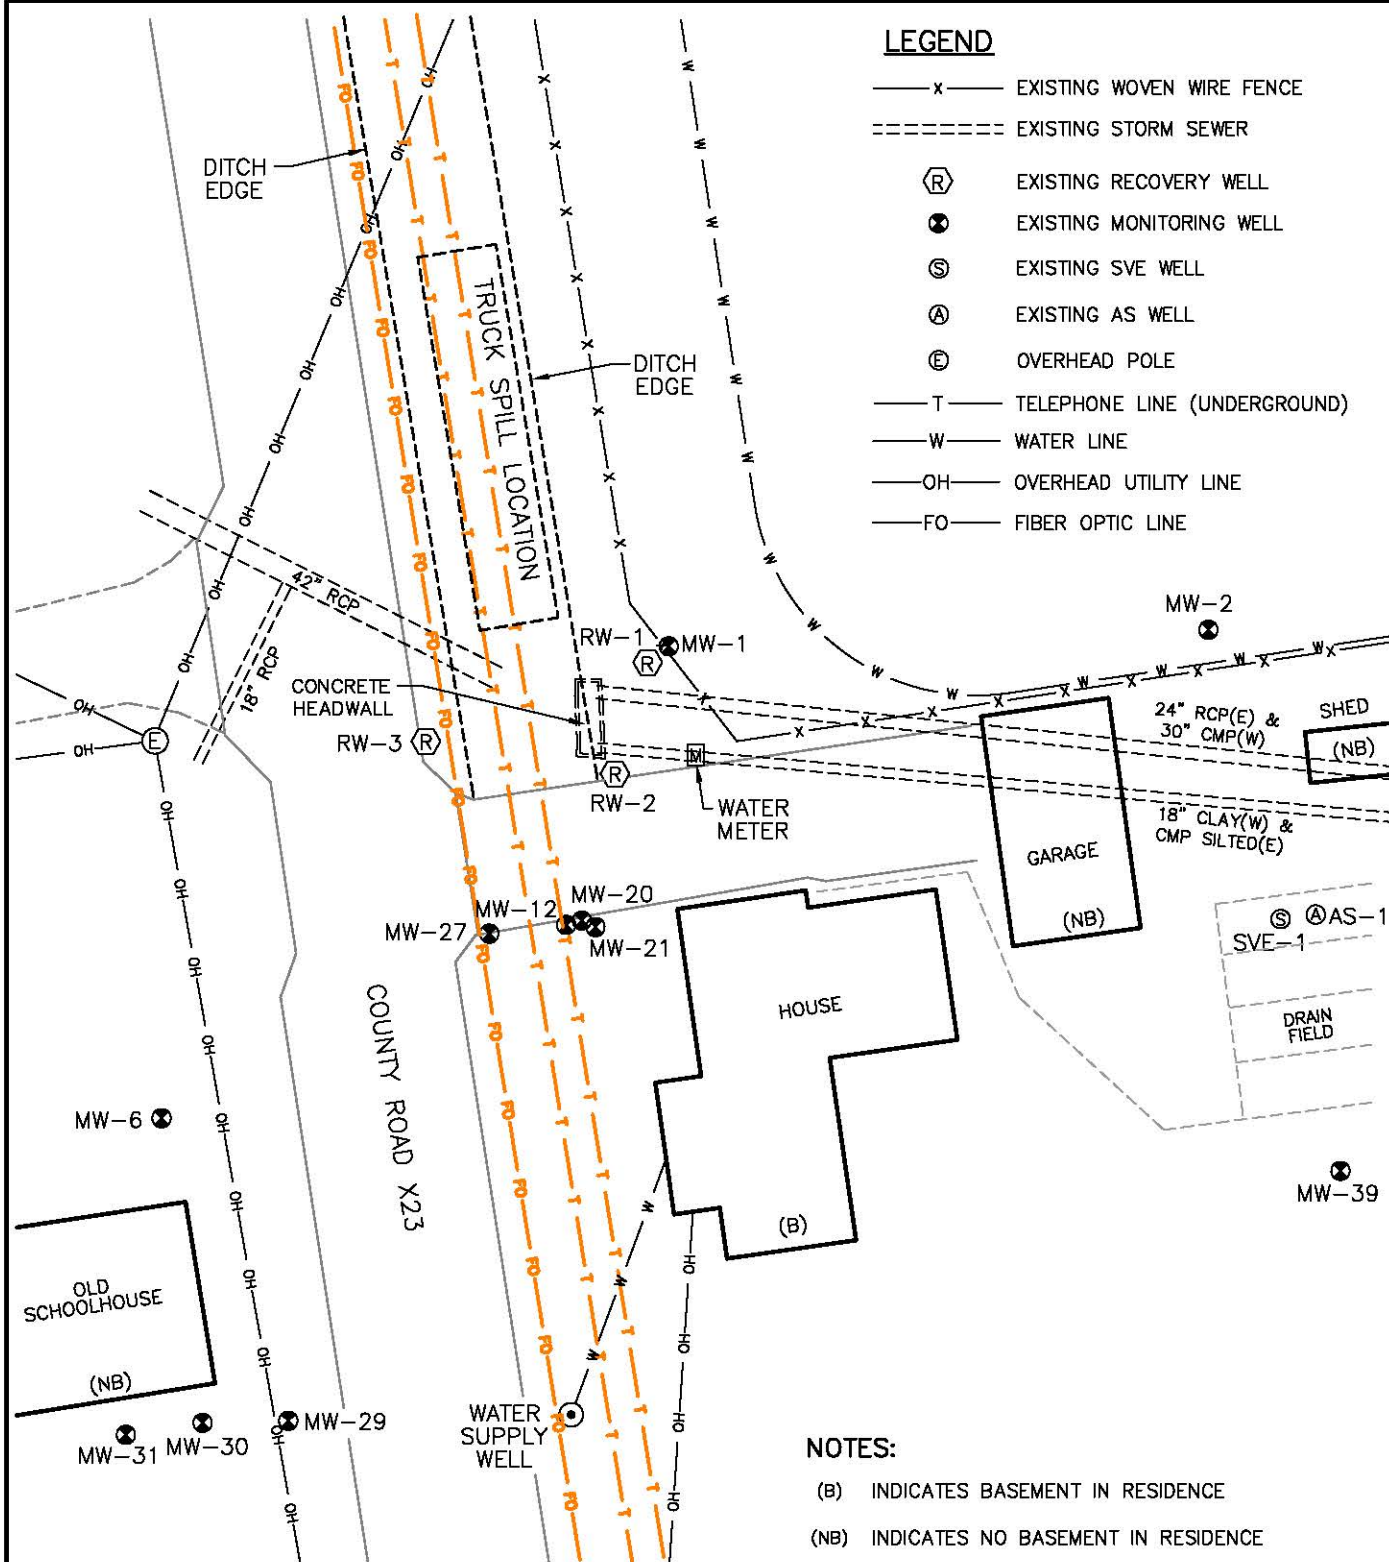 LEGEND
X EXISTING WOVEN WIRE FENCE
EXISTING STORM SEWER
R EXISTING RECOVERY WELL
EXISTING MONITORING WELL
S EXISTING SVE WELL
A EXISTING AS WELL
E OVERHEAD POLE
T TELEPHONE LINE (UNDERGROUND)
W WATER LINE
OH OVERHEAD UTILITY LINE
FO FIBER OPTIC LINE
DITCH
EDGE
TRUCK SPILL LOCATION
DITCH
EDGE
42" RCP
18" RCP
CONCRETE
HEADWALL
RW-1
R
MW-1
MW-2
RW-3
R
R
RW-2
M
WATER
METER
E
24" RCP(E) &
30" CMP(W)
SHED
(NB)
18" CLAY(W) &
CMP SILTED(E)
GARAGE
(NB)
MW-20
MW-12
MW-27
MW-21
S
A
AS-1
SVE-1
DRAIN
FIELD
HOUSE
(B)
COUNTY ROAD X23
MW-6
MW-39
OLD
SCHOOLHOUSE
(NB)
MW-29
MW-30
MW-31
WATER
SUPPLY
WELL
NOTES:
(B) INDICATES BASEMENT IN RESIDENCE
(NB) INDICATES NO BASEMENT IN RESIDENCE